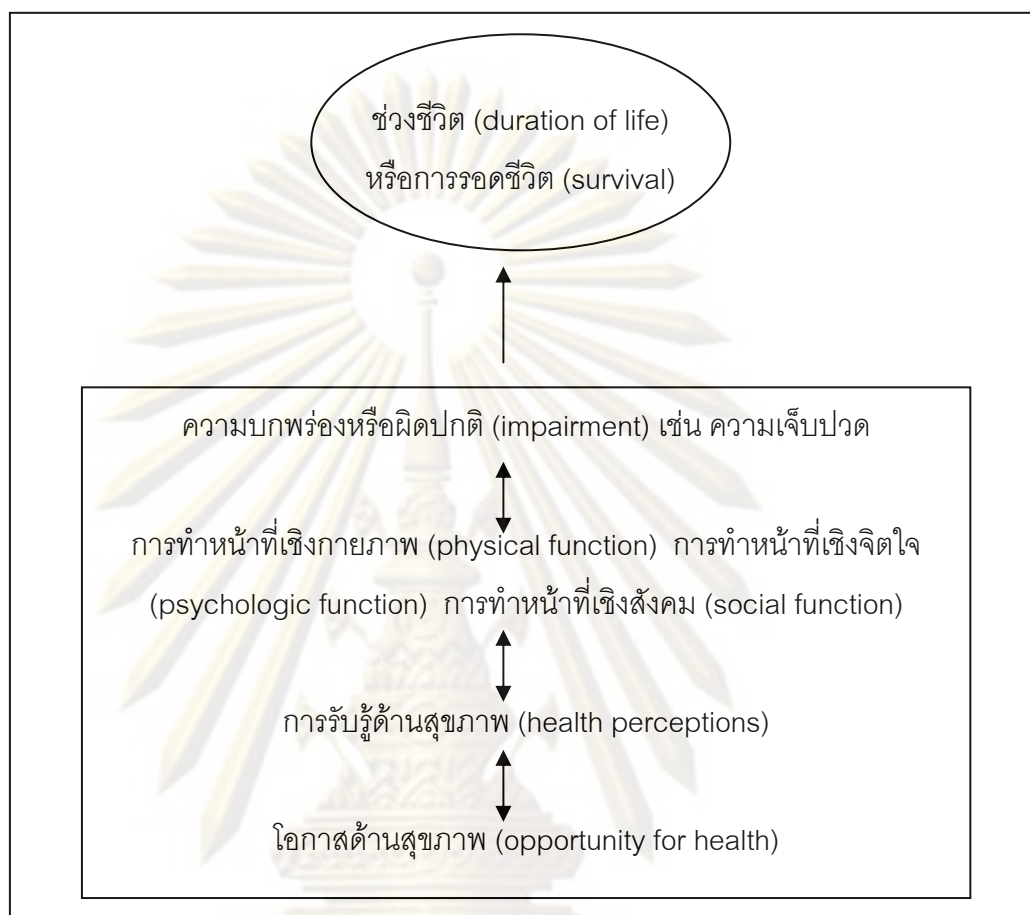 ช่วงชีวิต (duration of life)
หรือการรอดชีวิต (survival)
ความบกพร่องหรือผิดปกติ (impairment) เช่น ความเจ็บปวด
การทำหน้าที่เชิงกายภาพ (physical function) การทำหน้าที่เชิงจิตใจ
(psychologic function) การทำหน้าที่เชิงสังคม (social function)
การรับรู้ด้านสุขภาพ (health perceptions)
โอกาสด้านสุขภาพ (opportunity for health)